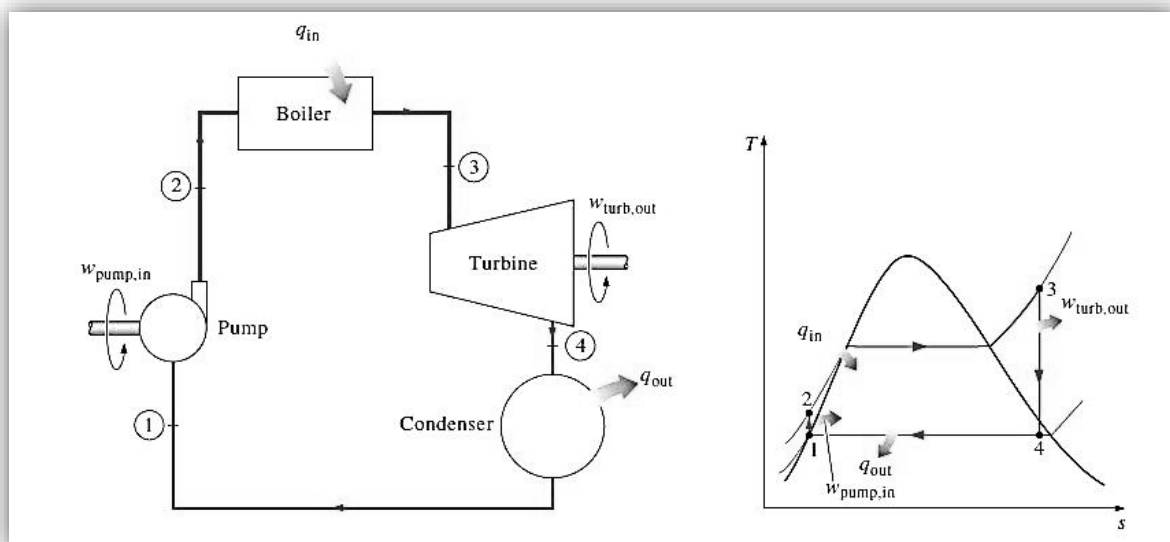 q_in
Boiler
②
③
w_turb,out
Turbine
w_pump,in
Pump
④
q_out
①
Condenser
T
3
w_turb,out
q_in
2
1
4
q_out
w_pump,in
s